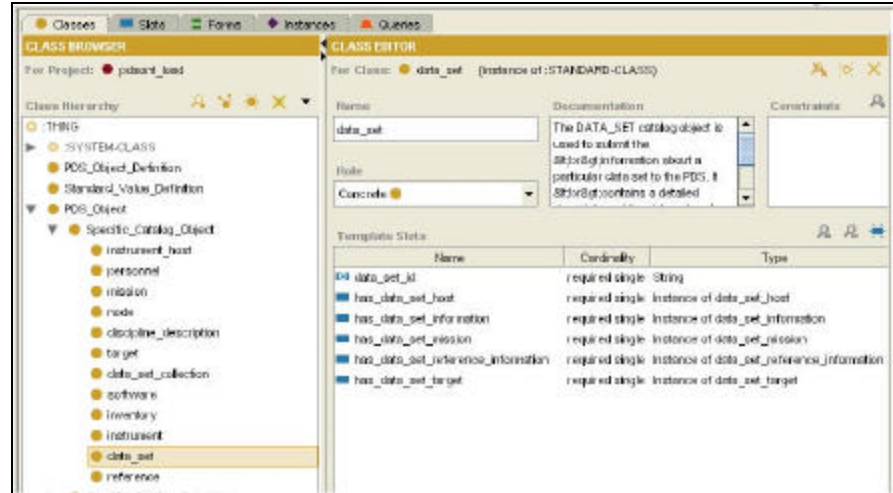 Classes Slots Forms Instances Queries
CLASS BROWSER
For Project: pdsont_load
Class Hierarchy
:THING
:SYSTEM-CLASS
PDS_Object_Definition
Standard_Value_Definition
PDS_Object
Specific_Catalog_Object
instrument_host
personnel
mission
node
discipline_description
target
data_set_collection
software
inventory
instrument
data_set
reference
CLASS EDITOR
For Class: data_set (instance of :STANDARD-CLASS)
Name
data_set
Role
Concrete
Documentation
The DATA_SET catalog object is
used to submit the
&lt;br&gt;information about a
particular data set to the PDS. It
&lt;br&gt;contains a detailed
Constraints
Template Slots
Name Cardinality Type
data_set_id required single String
has_data_set_host required single Instance of data_set_host
has_data_set_information required single Instance of data_set_information
has_data_set_mission required single Instance of data_set_mission
has_data_set_reference_information required single Instance of data_set_reference_information
has_data_set_target required single Instance of data_set_target